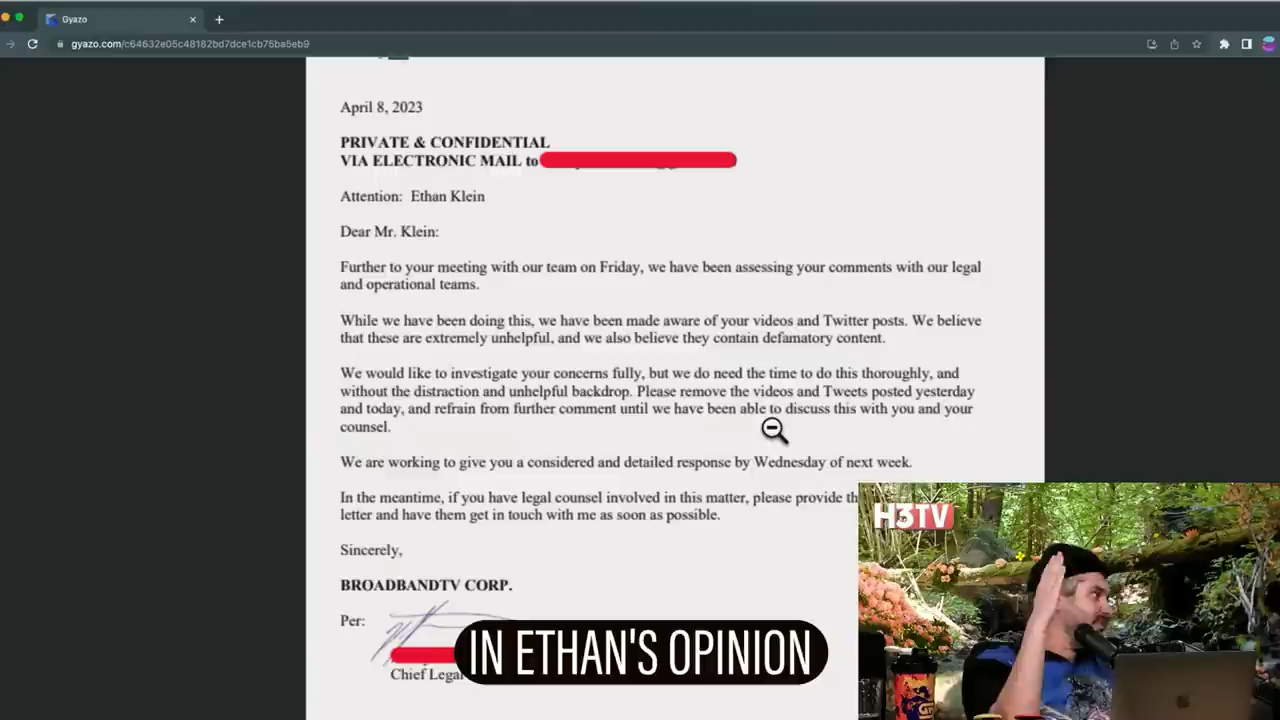 Gyazo
gyazo.com/c64632e05c48182bd7dce1cb75ba5eb9
April 8, 2023
PRIVATE & CONFIDENTIAL
VIA ELECTRONIC MAIL to
Attention: Ethan Klein
Dear Mr. Klein:
Further to your meeting with our team on Friday, we have been assessing your comments with our legal
and operational teams.
While we have been doing this, we have been made aware of your videos and Twitter posts. We believe
that these are extremely unhelpful, and we also believe they contain defamatory content.
We would like to investigate your concerns fully, but we do need the time to do this thoroughly, and
without the distraction and unhelpful backdrop. Please remove the videos and Tweets posted yesterday
and today, and refrain from further comment until we have been able to discuss this with you and your
counsel.
We are working to give you a considered and detailed response by Wednesday of next week.
In the meantime, if you have legal counsel involved in this matter, please provide
letter and have them get in touch with me as soon as possible.
H3TV
Sincerely,
BROADBANDTV CORP.
Per:
IN ETHAN'S OPINION
Chief Legal